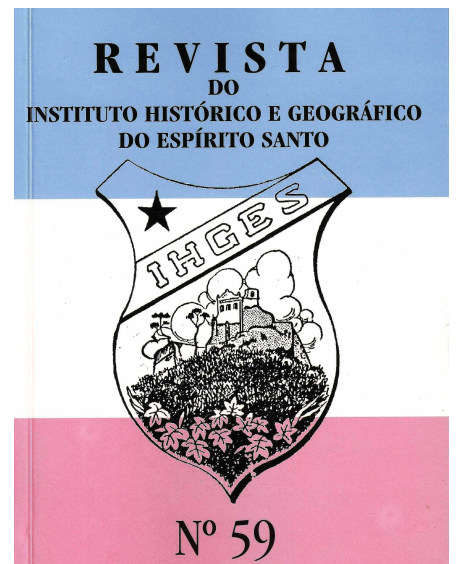 REVISTA
DO
INSTITUTO HISTÓRICO E GEOGRÁFICO
DO ESPÍRITO SANTO
IHGES
Nº 59